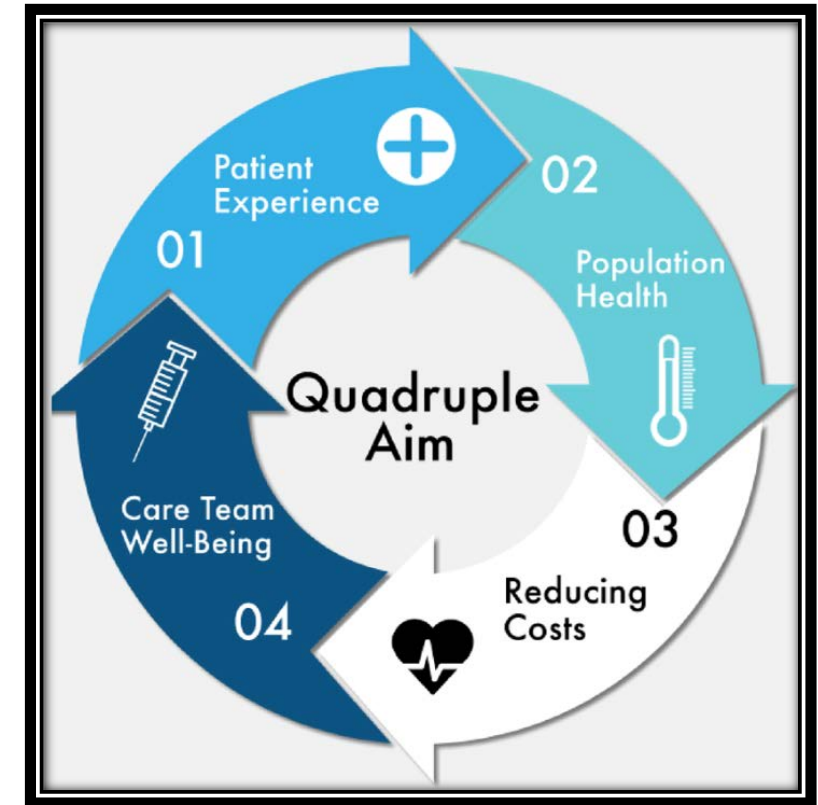 01
Patient
Experience
02
Population
Health
03
Reducing
Costs
04
Care Team
Well-Being
Quadruple
Aim